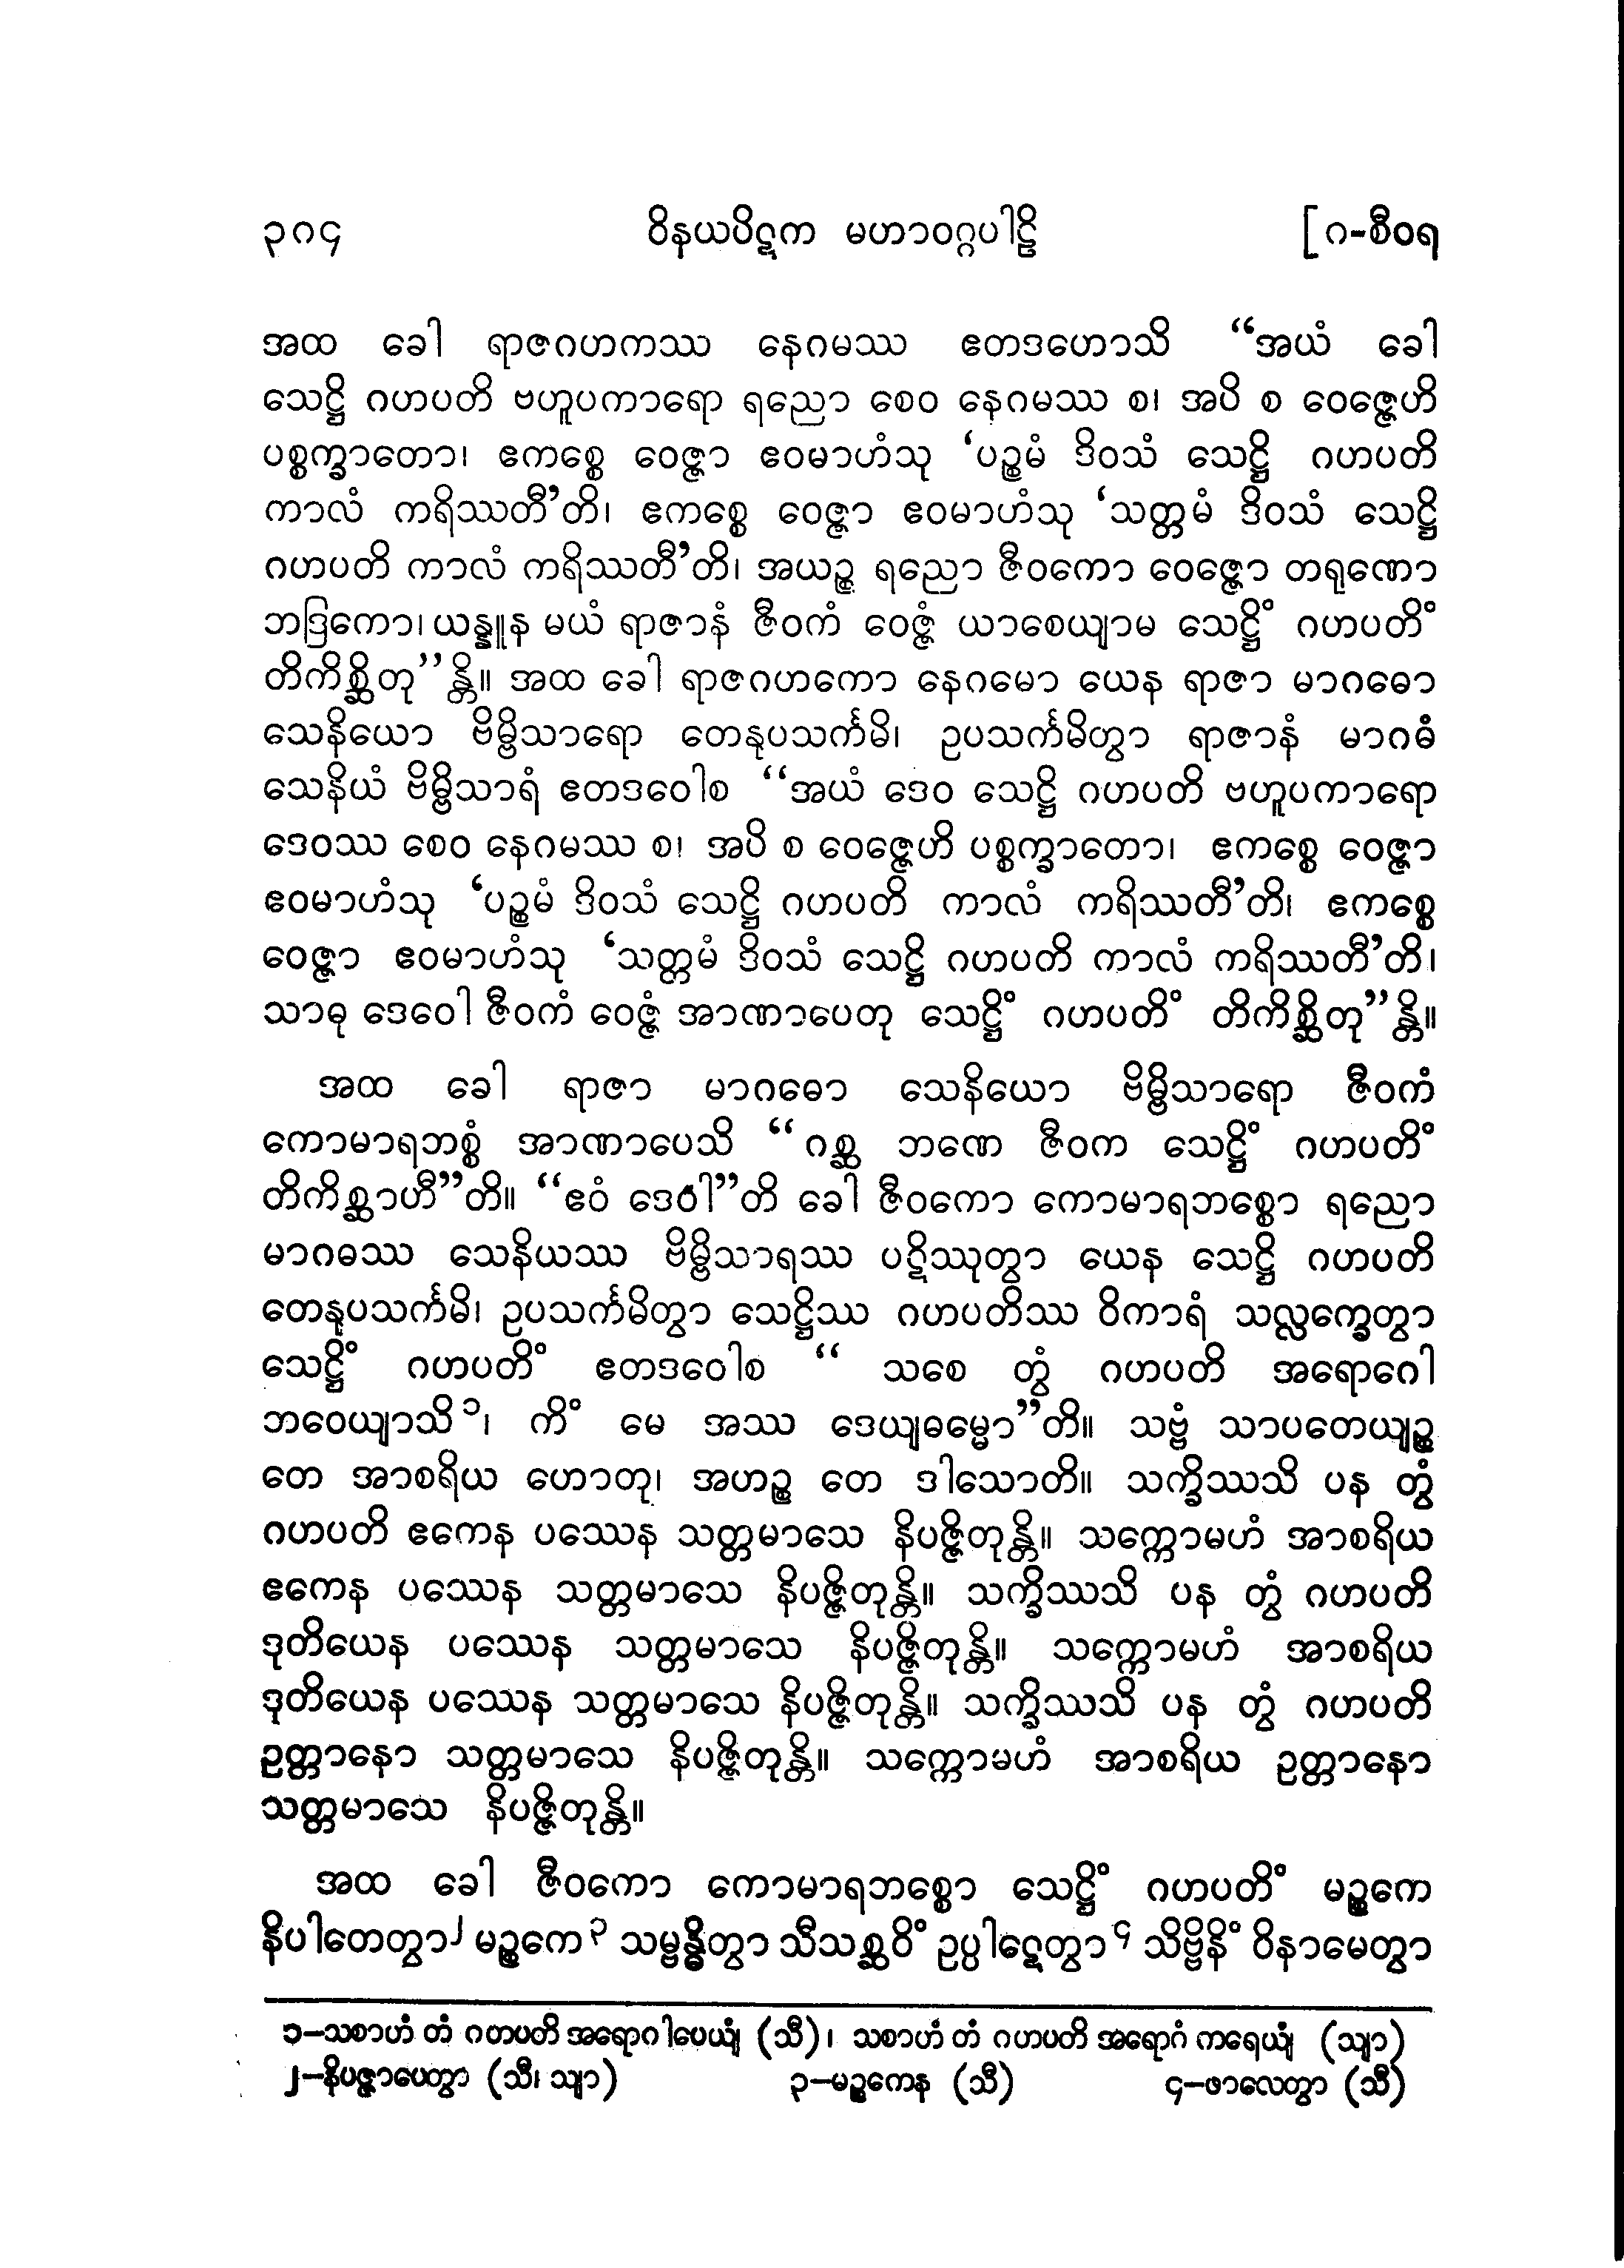 ၃၈၄ ဝိနယပိဋက မဟာဝဂ္ဂပါဠိ [၈-စီဝရ
အထ ခေါ ရာဇဂဟကဿ နေဂမဿ ဧတဒဟောသိ “အယံ ခေါ
သေဋ္ဌိ ဂဟပတိ ဗဟူပကာရော ရညော စေဝ နေဂမဿ စ၊ အပိ စ ဝေဇ္ဇေဟိ
ပစ္စက္ခာတော၊ ဧကစ္စေ ဝေဇ္ဇာ ဧဝမာဟံသု ‘ပဉ္စမံ ဒိဝသံ သေဋ္ဌိ ဂဟပတိ
ကာလံ ကရိဿတီ’တိ၊ ဧကစ္စေ ဝေဇ္ဇာ ဧဝမာဟံသု ‘သတ္တမံ ဒိဝသံ သေဋ္ဌိ
ဂဟပတိ ကာလံ ကရိဿတီ’တိ၊ အယဉ္စ ရညော ဇီဝကော ဝေဇ္ဇော တရုဏော
ဘဒြကော၊ ယန္နူန မယံ ရာဇာနံ ဇီဝကံ ဝေဇ္ဇံ ယာစေယျာမ သေဋ္ဌိံ ဂဟပတိံ
တိကိစ္ဆိတု”န္တိ။ အထ ခေါ ရာဇဂဟကော နေဂမော ယေန ရာဇာ မာဂဓော
သေနိယော ဗိမ္ဗိသာရော တေနုပသင်္ကမိ၊ ဥပသင်္ကမိတွာ ရာဇာနံ မာဂဓံ
သေနိယံ ဗိမ္ဗိသာရံ ဧတဒဝေါစ “အယံ ဒေဝ သေဋ္ဌိ ဂဟပတိ ဗဟူပကာရော
ဒေဝဿ စေဝ နေဂမဿ စ၊ အပိ စ ဝေဇ္ဇေဟိ ပစ္စက္ခာတော၊ ဧကစ္စေ ဝေဇ္ဇာ
ဧဝမာဟံသု ‘ပဉ္စမံ ဒိဝသံ သေဋ္ဌိ ဂဟပတိ ကာလံ ကရိဿတီ’တိ၊ ဧကစ္စေ
ဝေဇ္ဇာ ဧဝမာဟံသု ‘သတ္တမံ ဒိဝသံ သေဋ္ဌိ ဂဟပတိ ကာလံ ကရိဿတီ’တိ၊
သာဓု ဒေဝေါ ဇီဝကံ ဝေဇ္ဇံ အာဏာပေတု သေဋ္ဌိံ ဂဟပတိံ တိကိစ္ဆိတု”န္တိ။
အထ ခေါ ရာဇာ မာဂဓော သေနိယော ဗိမ္ဗိသာရော ဇီဝကံ
ကောမာရဘစ္စံ အာဏာပေသိ “ဂစ္ဆ ဘဏေ ဇီဝက သေဋ္ဌိံ ဂဟပတိံ
တိကိစ္ဆာဟီ”တိ။ “ဧဝံ ဒေဝါ”တိ ခေါ ဇီဝကော ကောမာရဘစ္စော ရညော
မာဂဓဿ သေနိယဿ ဗိမ္ဗိသာရဿ ပဋိဿုတွာ ယေန သေဋ္ဌိ ဂဟပတိ
တေနုပသင်္ကမိ၊ ဥပသင်္ကမိတွာ သေဋ္ဌိဿ ဂဟပတိဿ ဝိကာရံ သလ္လက္ခေတွာ
သေဋ္ဌိံ ဂဟပတိံ ဧတဒဝေါစ “ သစေ တွံ ဂဟပတိ အရောဂေါ
ဘဝေယျာသိ၁၊ ကိံ မေ အဿ ဒေယျဓမ္မော”တိ။ သဗ္ဗံ သာပတေယျဉ္စ
တေ အာစရိယ ဟောတု၊ အဟဉ္စ တေ ဒါသောတိ။ သက္ခိဿသိ ပန တွံ
ဂဟပတိ ဧကေန ပဿေန သတ္တမာသေ နိပဇ္ဇိတုန္တိ။ သက္ကောမဟံ အာစရိယ
ဧကေန ပဿေန သတ္တမာသေ နိပဇ္ဇိတုန္တိ။ သက္ခိဿသိ ပန တွံ ဂဟပတိ
ဒုတိယေန ပဿေန သတ္တမာသေ နိပဇ္ဇိတုန္တိ။ သက္ကောမဟံ အာစရိယ
ဒုတိယေန ပဿေန သတ္တမာသေ နိပဇ္ဇိတုန္တိ။ သက္ခိဿသိ ပန တွံ ဂဟပတိ
ဥတ္တာနော သတ္တမာသေ နိပဇ္ဇိတုန္တိ။ သက္ကောမဟံ အာစရိယ ဥတ္တာနော
သတ္တမာသေ နိပဇ္ဇိတုန္တိ။
အထ ခေါ ဇီဝကော ကောမာရဘစ္စော သေဋ္ဌိံ ဂဟပတိံ မဉ္စကေ
နိပါတေတွာ၂ မဉ္စကေ၃ သမ္ဗန္ဓိတွာ သီသစ္ဆဝိံ ဥပ္ပါဋေတွာ၄ သိဗ္ဗိနိံ ဝိနာမေတွာ
၁–သစာဟံ တံ ဂဟပတိ အရောဂါပေယျံ (သီ)၊ သစာဟံ တံ ဂဟပတိ အရောဂံ ကရေယျံ (သျာ)
၂–နိပဇ္ဇာပေတွာ (သီ၊ သျာ) ၃–မဉ္စကေန (သီ) ၄–ဖာလေတွာ (သီ)